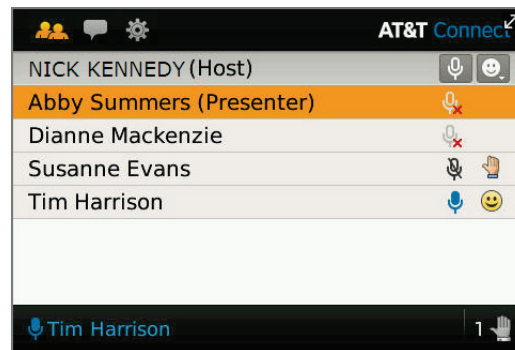 AT&T Connect
NICK KENNEDY (Host)
Abby Summers (Presenter)
Dianne Mackenzie
Susanne Evans
Tim Harrison
Tim Harrison 1